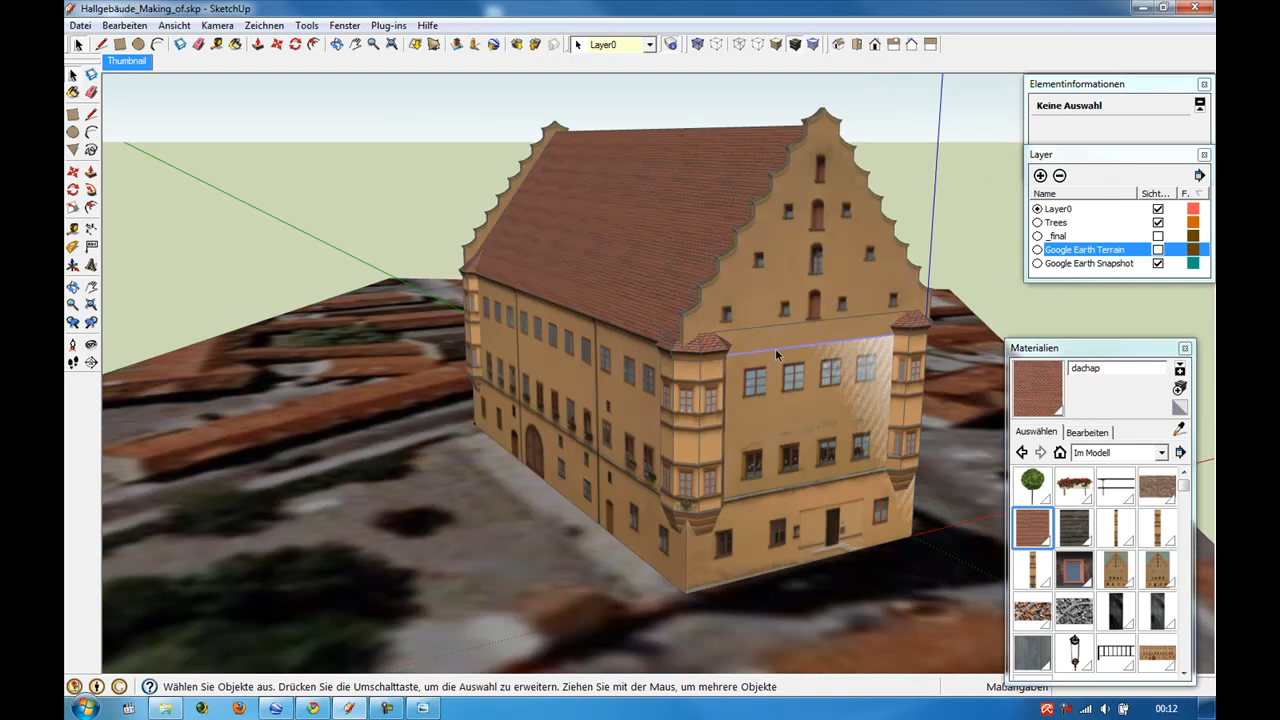 Hallgebäude_Making_of.skp - SketchUp
Datei Bearbeiten Ansicht Kamera Zeichnen Tools Fenster Plug-ins Hilfe
Layer0
Thumbnail
Elementinformationen
Keine Auswahl
Layer
Name Sicht... F.
Layer0
Trees
_final
Google Earth Terrain
Google Earth Snapshot
Materialien
dachap
Auswählen Bearbeiten
Im Modell
Wählen Sie Objekte aus. Drücken Sie die Umschalttaste, um die Auswahl zu erweitern. Ziehen Sie mit der Maus, um mehrere Objekte
Maßangaben
00:12